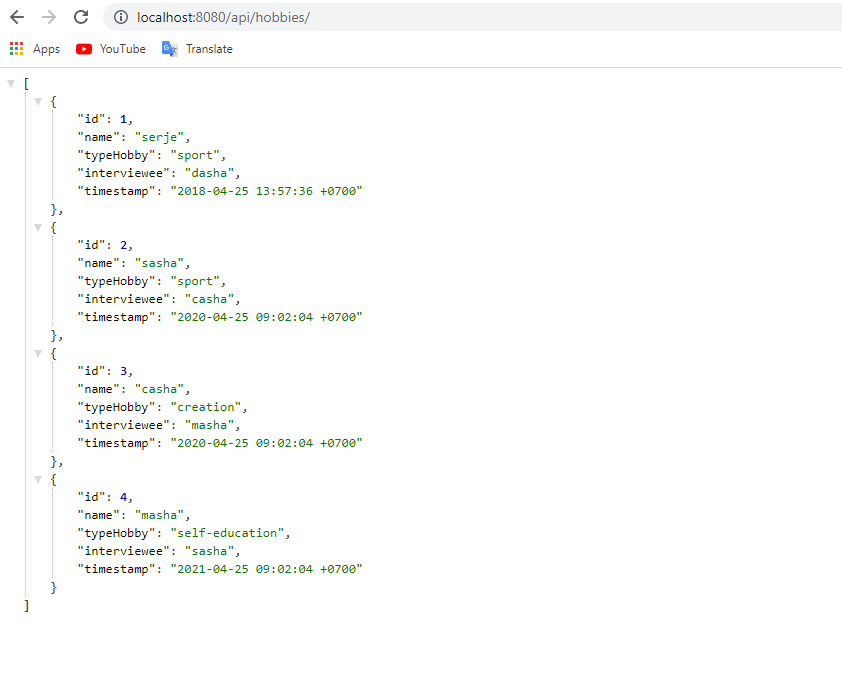 localhost:8080/api/hobbies/
Apps YouTube Translate
[
{
"id": 1,
"name": "serje",
"typeHobby": "sport",
"interviewee": "dasha",
"timestamp": "2018-04-25 13:57:36 +0700"
},
{
"id": 2,
"name": "sasha",
"typeHobby": "sport",
"interviewee": "casha",
"timestamp": "2020-04-25 09:02:04 +0700"
},
{
"id": 3,
"name": "casha",
"typeHobby": "creation",
"interviewee": "masha",
"timestamp": "2020-04-25 09:02:04 +0700"
},
{
"id": 4,
"name": "masha",
"typeHobby": "self-education",
"interviewee": "sasha",
"timestamp": "2021-04-25 09:02:04 +0700"
}
]